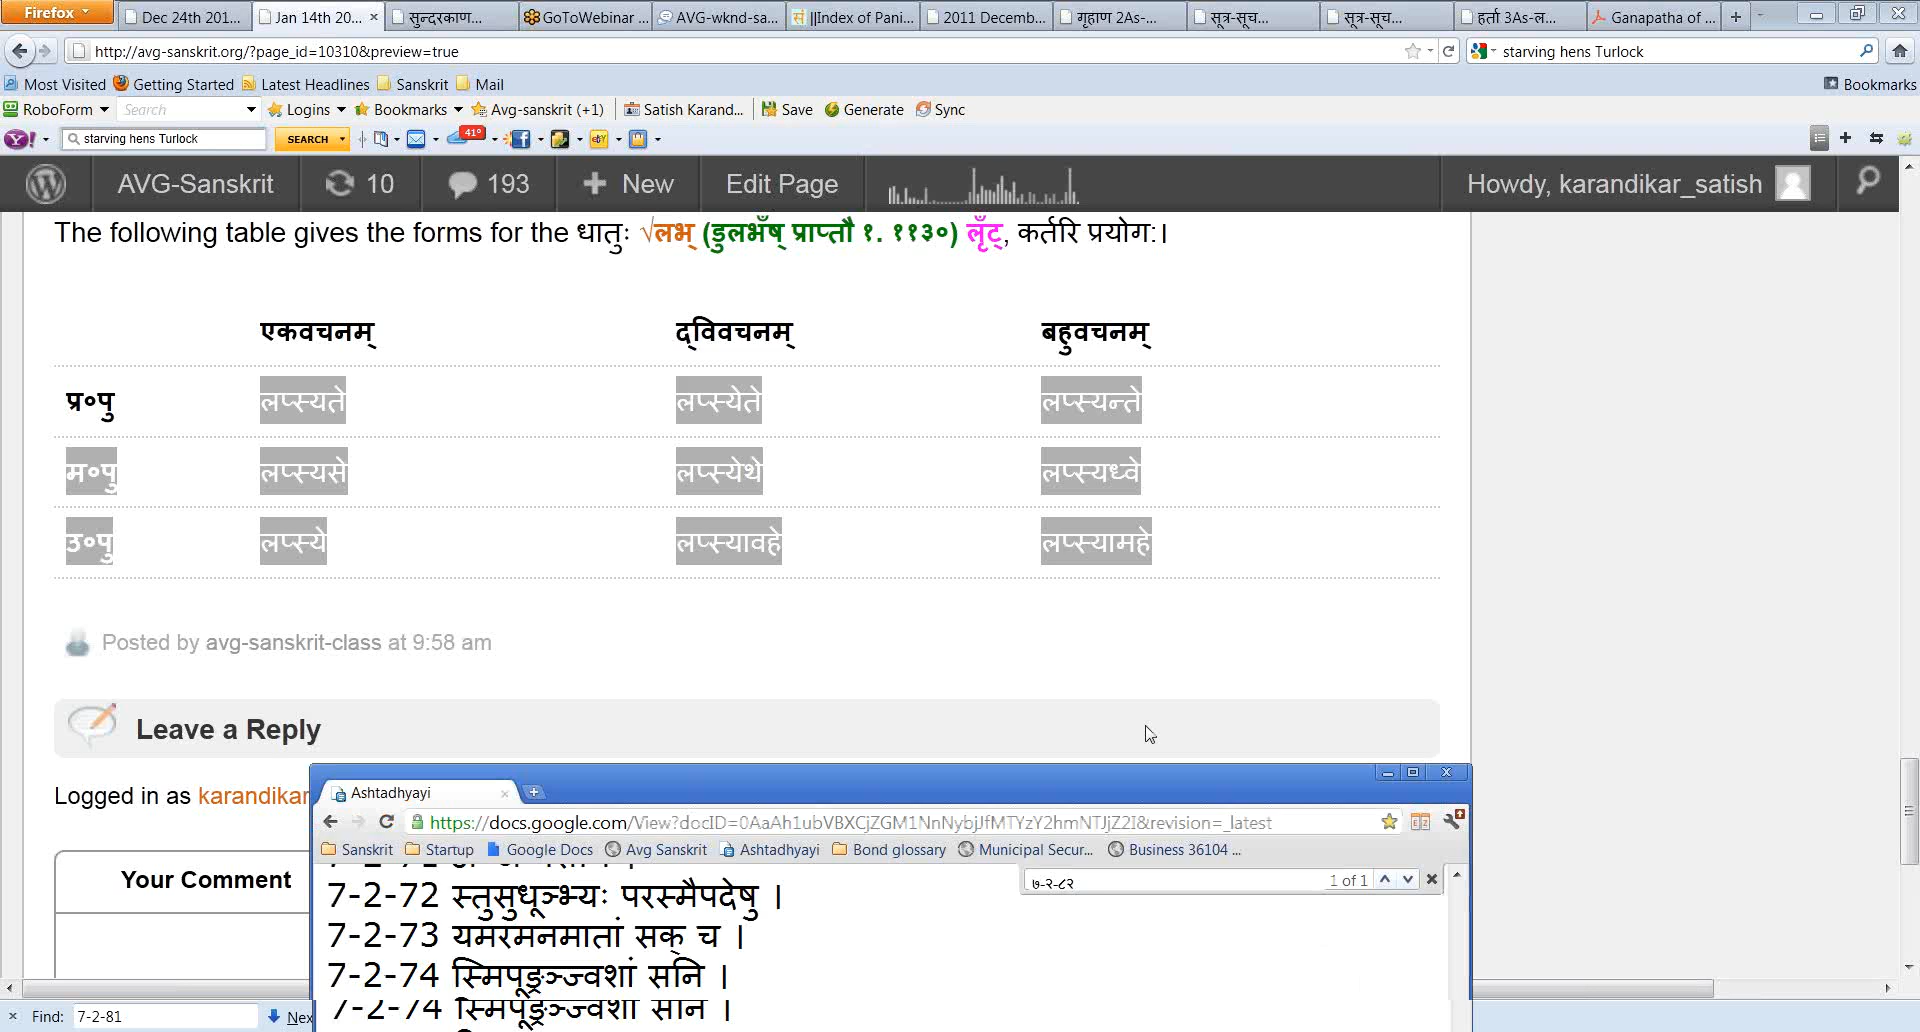 Firefox
Dec 24th 201...
Jan 14th 20... ×
सुन्दरकाण...
GoToWebinar ...
AVG-wknd-sa...
||Index of Pani...
2011 Decemb...
गृहाण 2As-...
सूत्र-सूच...
सूत्र-सूच...
हर्ता 3As-ल...
Ganapatha of ...
http://avg-sanskrit.org/?page_id=10310&preview=true
starving hens Turlock
Most Visited Getting Started Latest Headlines Sanskrit Mail
Bookmarks
RoboForm Search Logins Bookmarks Avg-sanskrit (+1) Satish Karand... Save Generate Sync
Y! starving hens Turlock SEARCH 41°
AVG-Sanskrit 10 193 + New Edit Page Howdy, karandikar_satish
The following table gives the forms for the धातुः √लभ् (डुलभँष् प्राप्तौ १. ११३०) लृँट्, कर्तरि प्रयोगः।
एकवचनम् द्विवचनम् बहुवचनम्
प्र०पु लप्स्यते लप्स्येते लप्स्यन्ते
म०पु लप्स्यसे लप्स्येथे लप्स्यध्वे
उ०पु लप्स्ये लप्स्यावहे लप्स्यामहे
Posted by avg-sanskrit-class at 9:58 am
Leave a Reply
Logged in as karandikar
Your Comment
Ashtadhyayi
https://docs.google.com/View?docID=0AaAh1ubVBXCjZGM1NnNybjJfMTYzY2hmNTJjZ2I&revision=_latest
Sanskrit Startup Google Docs Avg Sanskrit Ashtadhyayi Bond glossary Municipal Secur... Business 36104 ...
७-२-८२ 1 of 1
7-2-72 स्तुसुधूञ्भ्यः परस्मैपदेषु ।
7-2-73 यमरमनमातां सक् च ।
7-2-74 स्मिपूङ्रञ्ज्वशां सनि ।
7-2-74 स्मिपूङ्रञ्ज्वशां सनि ।
Find: 7-2-81 Nex